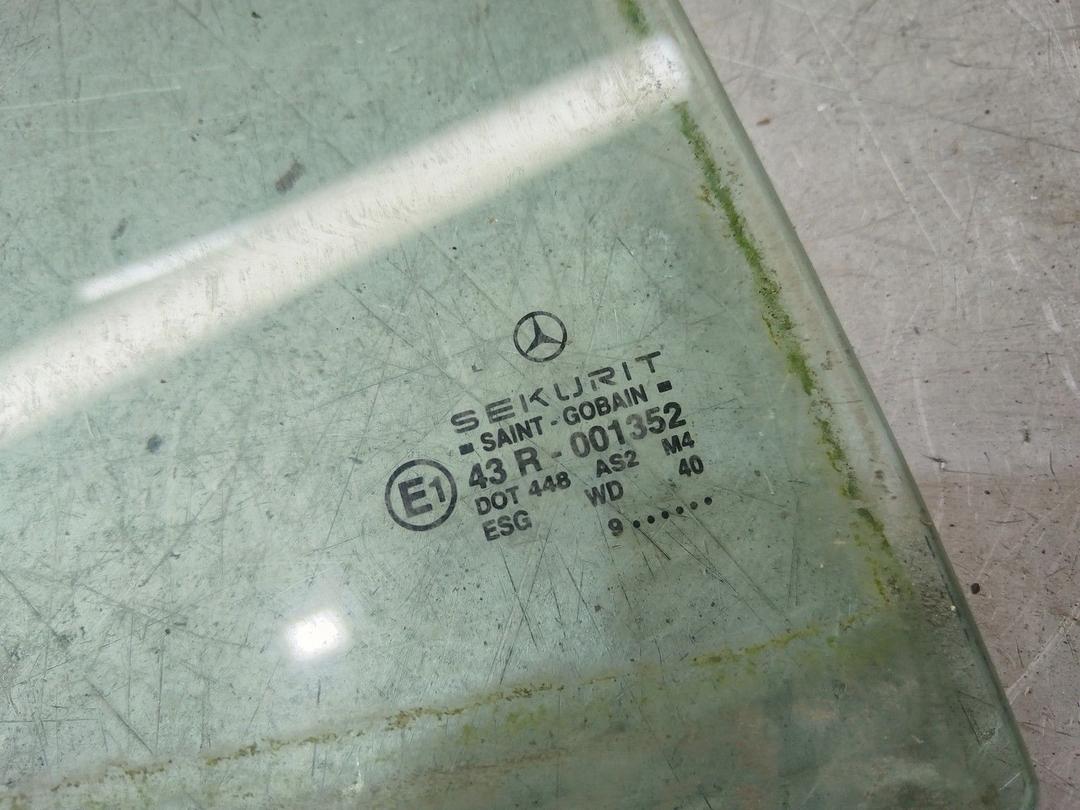 SEKURIT
▪ SAINT-GOBAIN ▪
E1 43 R - 001352
DOT 448 AS2 M4
ESG WD 40
9 ••••••